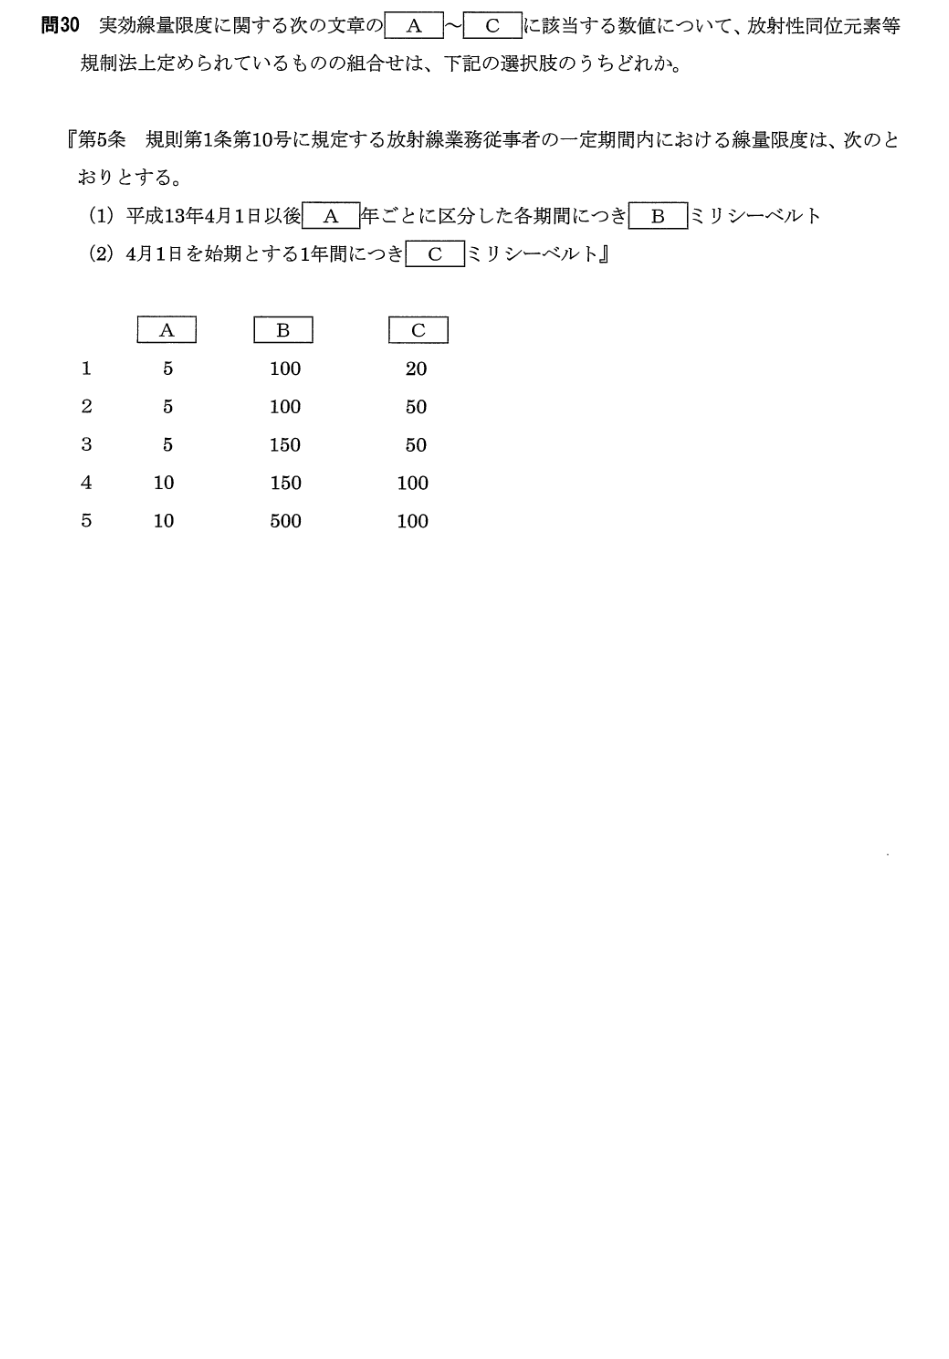 問30 実効線量限度に関する次の文章の A ～ C に該当する数値について、放射性同位元素等
規制法上定められているものの組合せは、下記の選択肢のうちどれか。
『第5条 規則第1条第10号に規定する放射線業務従事者の一定期間内における線量限度は、次のと
おりとする。
（1）平成13年4月1日以後 A 年ごとに区分した各期間につき B ミリシーベルト
（2）4月1日を始期とする1年間につき C ミリシーベルト』
A B C
1 5 100 20
2 5 100 50
3 5 150 50
4 10 150 100
5 10 500 100